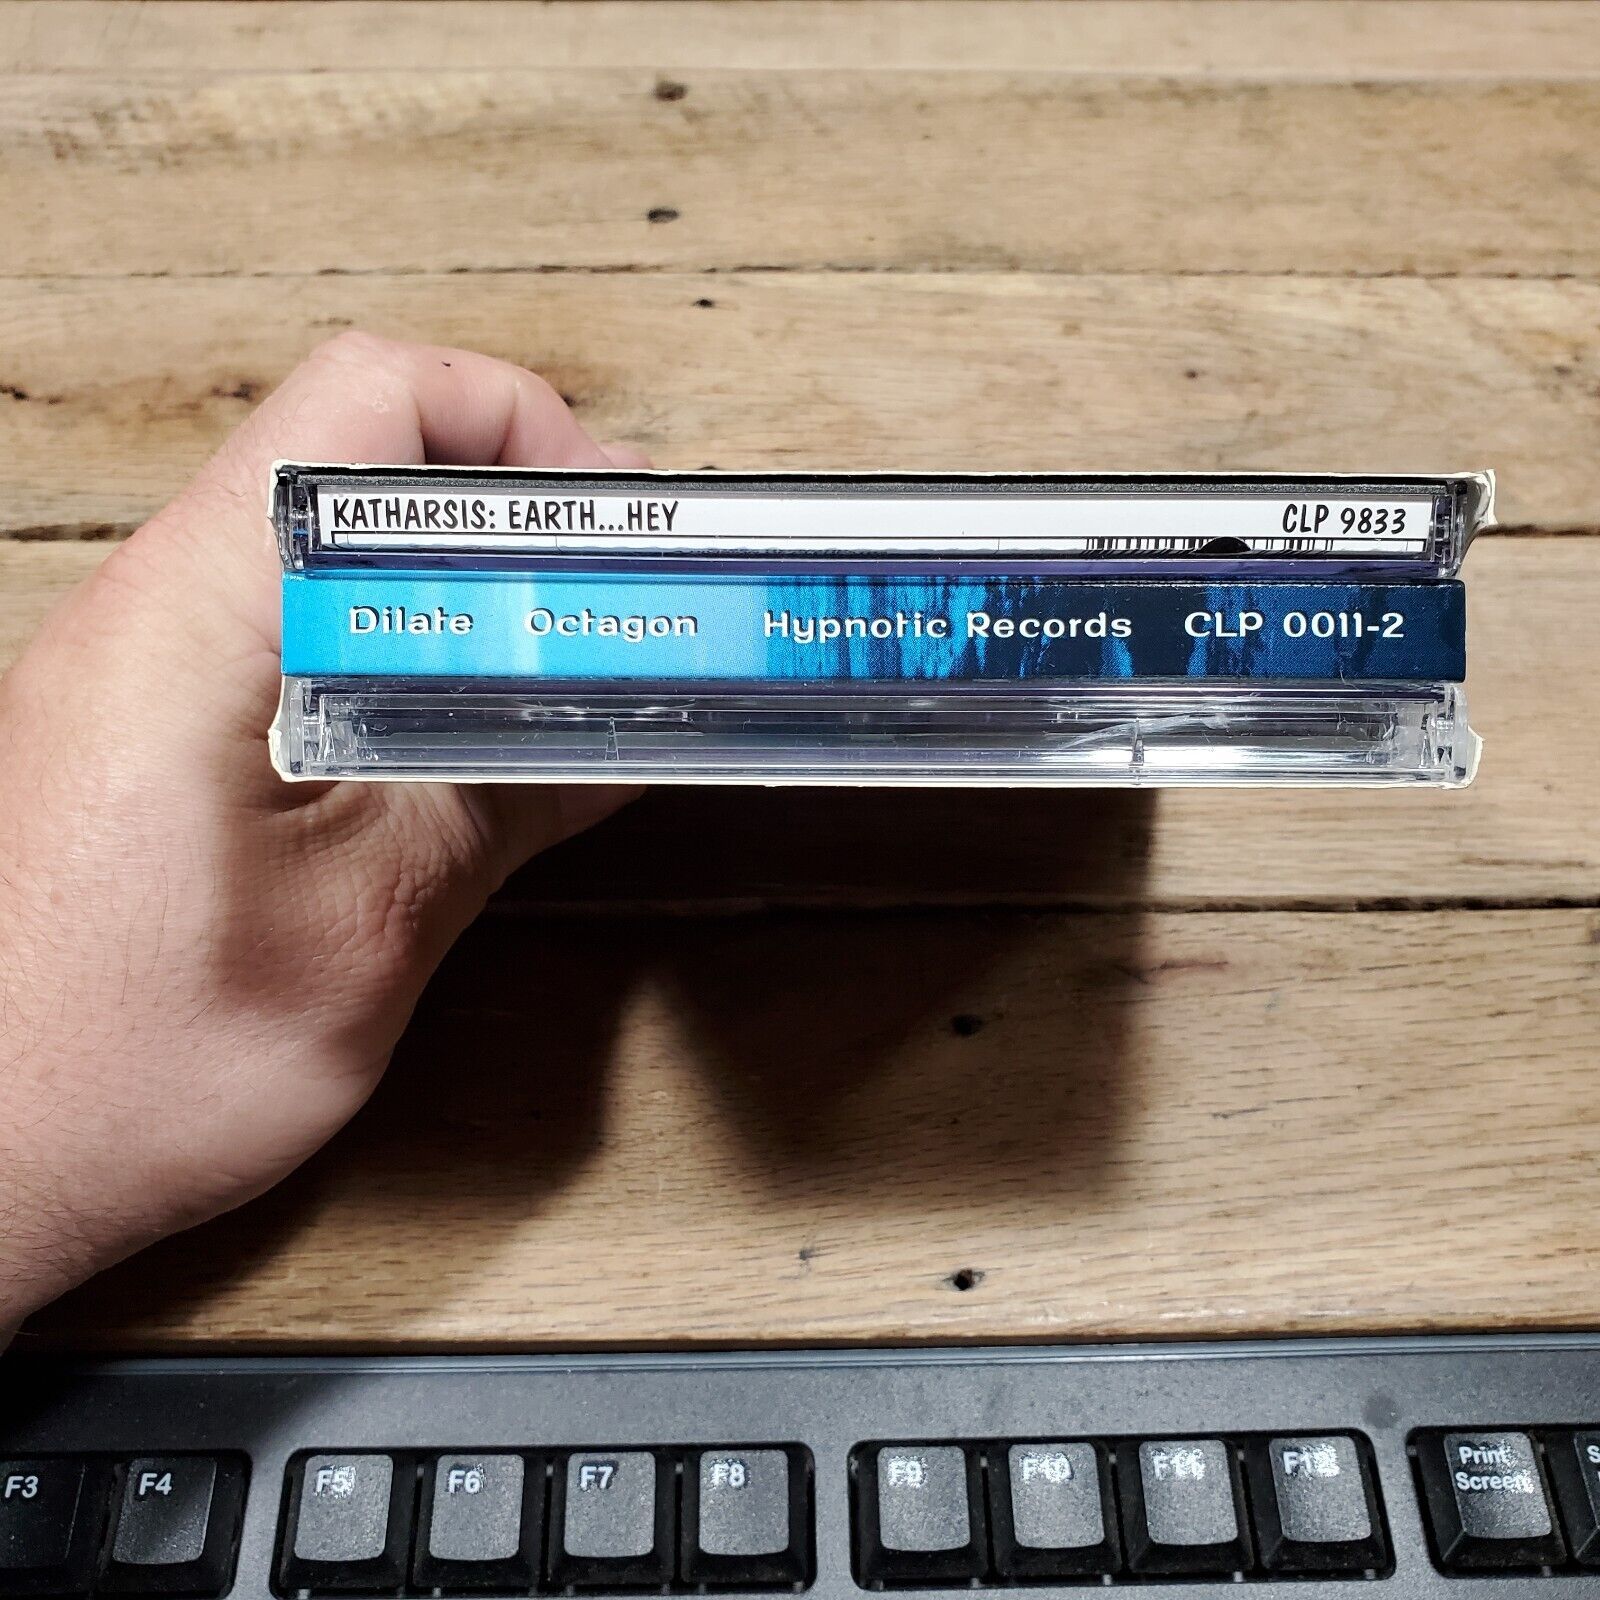 KATHARSIS: EARTH...HEY CLP 9833
Dilate Octagon Hypnotic Records CLP 0011-2
F3 F4 F5 F6 F7 F8 F9 F10 F11 F12 Print
Screen